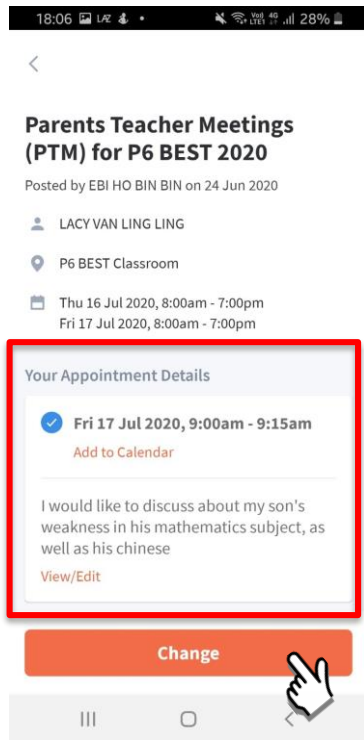 18:06 28%
Parents Teacher Meetings
(PTM) for P6 BEST 2020
Posted by EBI HO BIN BIN on 24 Jun 2020
LACY VAN LING LING
P6 BEST Classroom
Thu 16 Jul 2020, 8:00am - 7:00pm
Fri 17 Jul 2020, 8:00am - 7:00pm
Your Appointment Details
Fri 17 Jul 2020, 9:00am - 9:15am
Add to Calendar
I would like to discuss about my son's
weakness in his mathematics subject, as
well as his chinese
View/Edit
Change